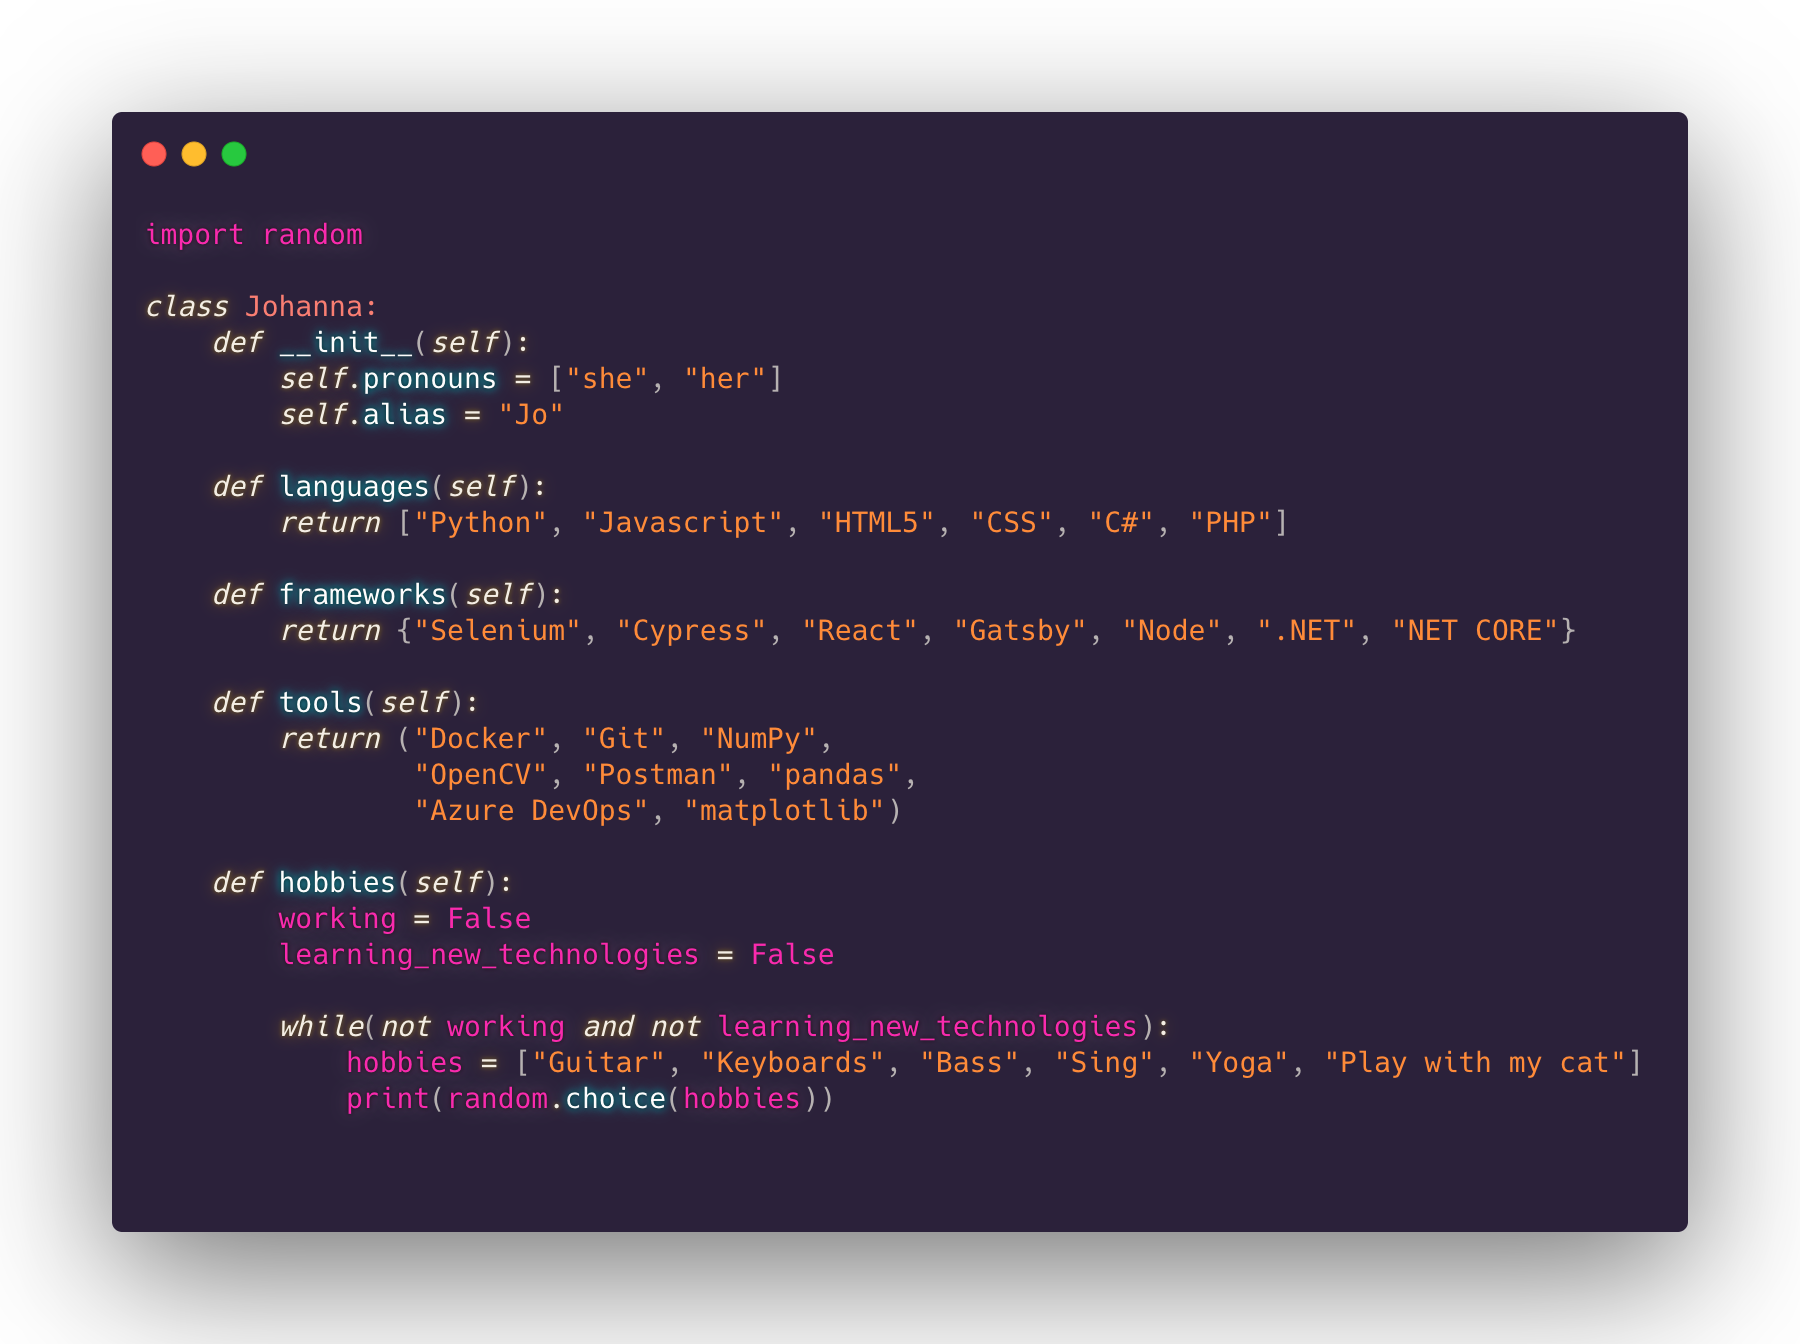 import random

class Johanna:
    def __init__(self):
        self.pronouns = ["she", "her"]
        self.alias = "Jo"

    def languages(self):
        return ["Python", "Javascript", "HTML5", "CSS", "C#", "PHP"]

    def frameworks(self):
        return {"Selenium", "Cypress", "React", "Gatsby", "Node", ".NET", "NET CORE"}

    def tools(self):
        return ("Docker", "Git", "NumPy",
                "OpenCV", "Postman", "pandas",
                "Azure DevOps", "matplotlib")

    def hobbies(self):
        working = False
        learning_new_technologies = False

        while(not working and not learning_new_technologies):
            hobbies = ["Guitar", "Keyboards", "Bass", "Sing", "Yoga", "Play with my cat"]
            print(random.choice(hobbies))